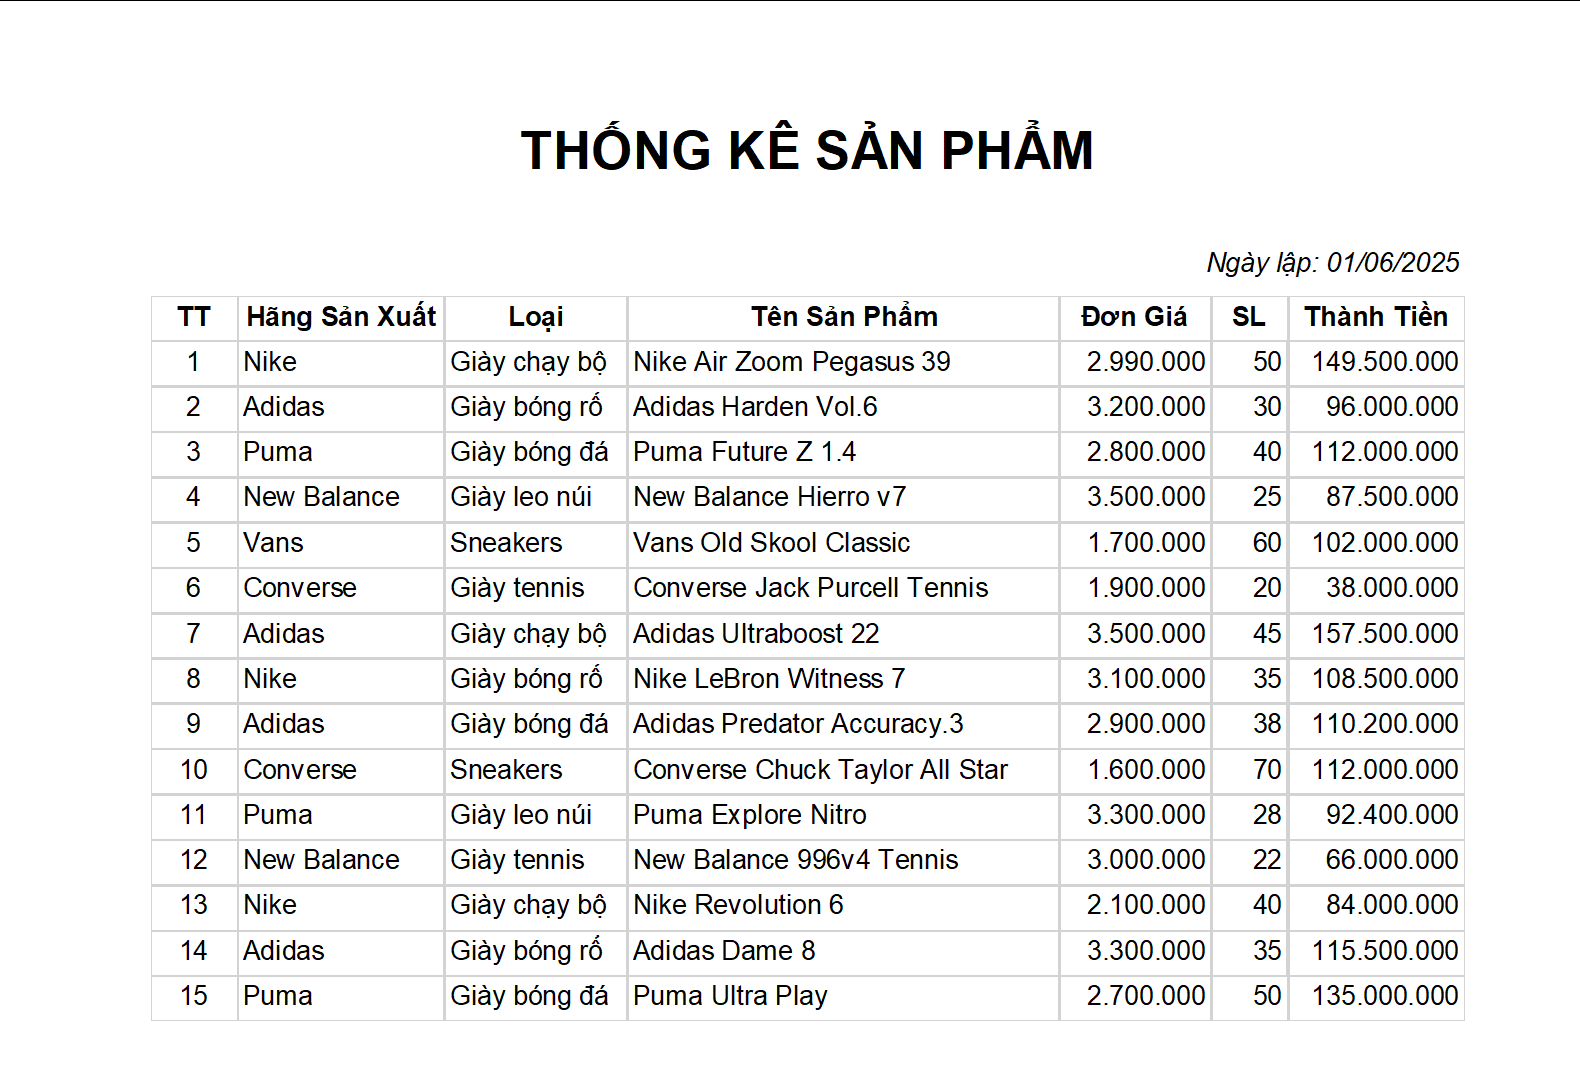 THỐNG KÊ SẢN PHẨM
Ngày lập: 01/06/2025
TT Hãng Sản Xuất Loại Tên Sản Phẩm Đơn Giá SL Thành Tiền
1 Nike Giày chạy bộ Nike Air Zoom Pegasus 39 2.990.000 50 149.500.000
2 Adidas Giày bóng rổ Adidas Harden Vol.6 3.200.000 30 96.000.000
3 Puma Giày bóng đá Puma Future Z 1.4 2.800.000 40 112.000.000
4 New Balance Giày leo núi New Balance Hierro v7 3.500.000 25 87.500.000
5 Vans Sneakers Vans Old Skool Classic 1.700.000 60 102.000.000
6 Converse Giày tennis Converse Jack Purcell Tennis 1.900.000 20 38.000.000
7 Adidas Giày chạy bộ Adidas Ultraboost 22 3.500.000 45 157.500.000
8 Nike Giày bóng rổ Nike LeBron Witness 7 3.100.000 35 108.500.000
9 Adidas Giày bóng đá Adidas Predator Accuracy.3 2.900.000 38 110.200.000
10 Converse Sneakers Converse Chuck Taylor All Star 1.600.000 70 112.000.000
11 Puma Giày leo núi Puma Explore Nitro 3.300.000 28 92.400.000
12 New Balance Giày tennis New Balance 996v4 Tennis 3.000.000 22 66.000.000
13 Nike Giày chạy bộ Nike Revolution 6 2.100.000 40 84.000.000
14 Adidas Giày bóng rổ Adidas Dame 8 3.300.000 35 115.500.000
15 Puma Giày bóng đá Puma Ultra Play 2.700.000 50 135.000.000